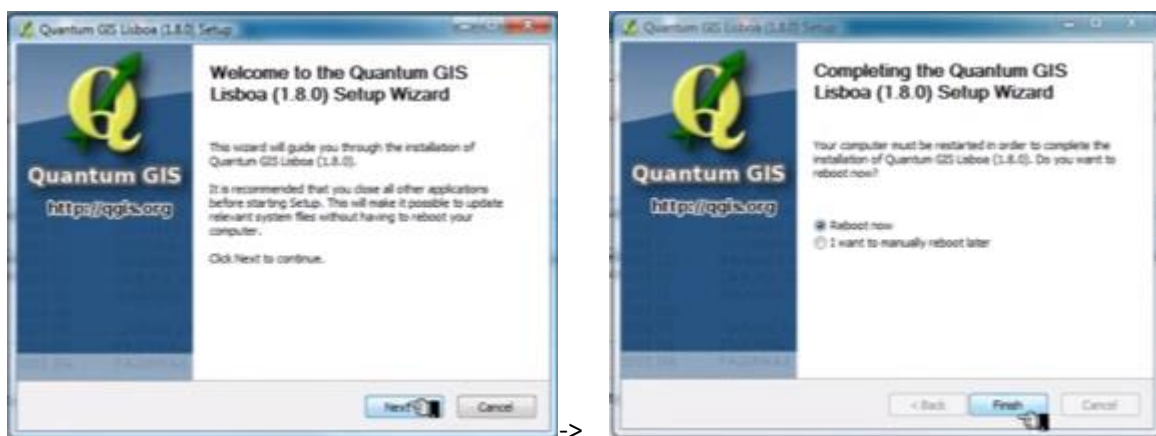 Quantum GIS Lisboa (1.8.0) Setup
Welcome to the Quantum GIS
Lisboa (1.8.0) Setup Wizard
This wizard will guide you through the installation of
Quantum GIS Lisboa (1.8.0).
It is recommended that you close all other applications
before starting Setup. This will make it possible to update
relevant system files without having to reboot your
computer.
Click Next to continue.
Quantum GIS
http://qgis.org
Next
Cancel
->
Quantum GIS Lisboa (1.8.0) Setup
Completing the Quantum GIS
Lisboa (1.8.0) Setup Wizard
Your computer must be restarted in order to complete the
installation of Quantum GIS Lisboa (1.8.0). Do you want to
reboot now?
Reboot now
I want to manually reboot later
Quantum GIS
http://qgis.org
< Back
Finish
Cancel